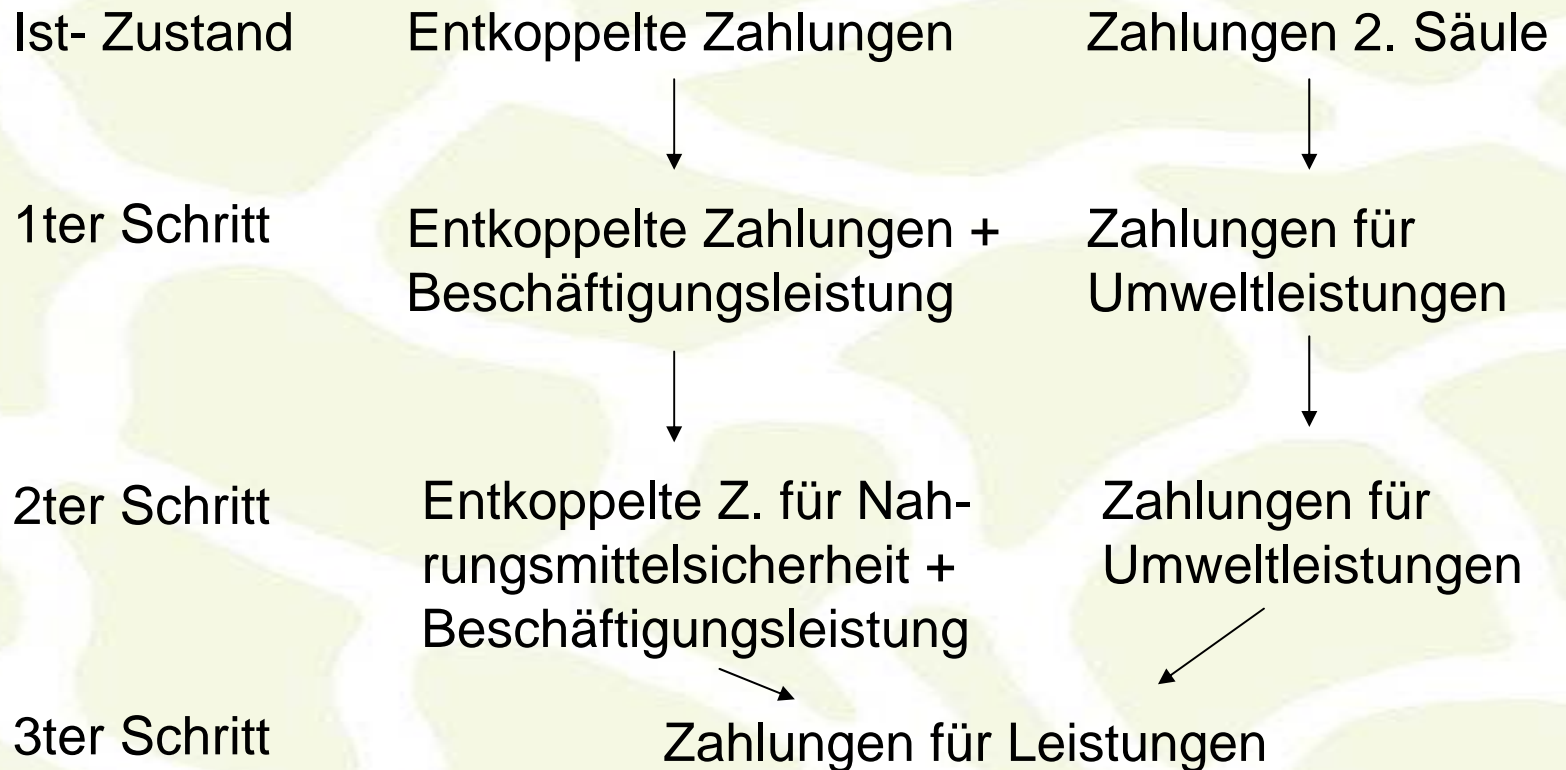 Ist- Zustand
Entkoppelte Zahlungen
Zahlungen 2. Säule
1ter Schritt
Entkoppelte Zahlungen +
Beschäftigungsleistung
Zahlungen für
Umweltleistungen
2ter Schritt
Entkoppelte Z. für Nah-
rungsmittelsicherheit +
Beschäftigungsleistung
Zahlungen für
Umweltleistungen
3ter Schritt
Zahlungen für Leistungen